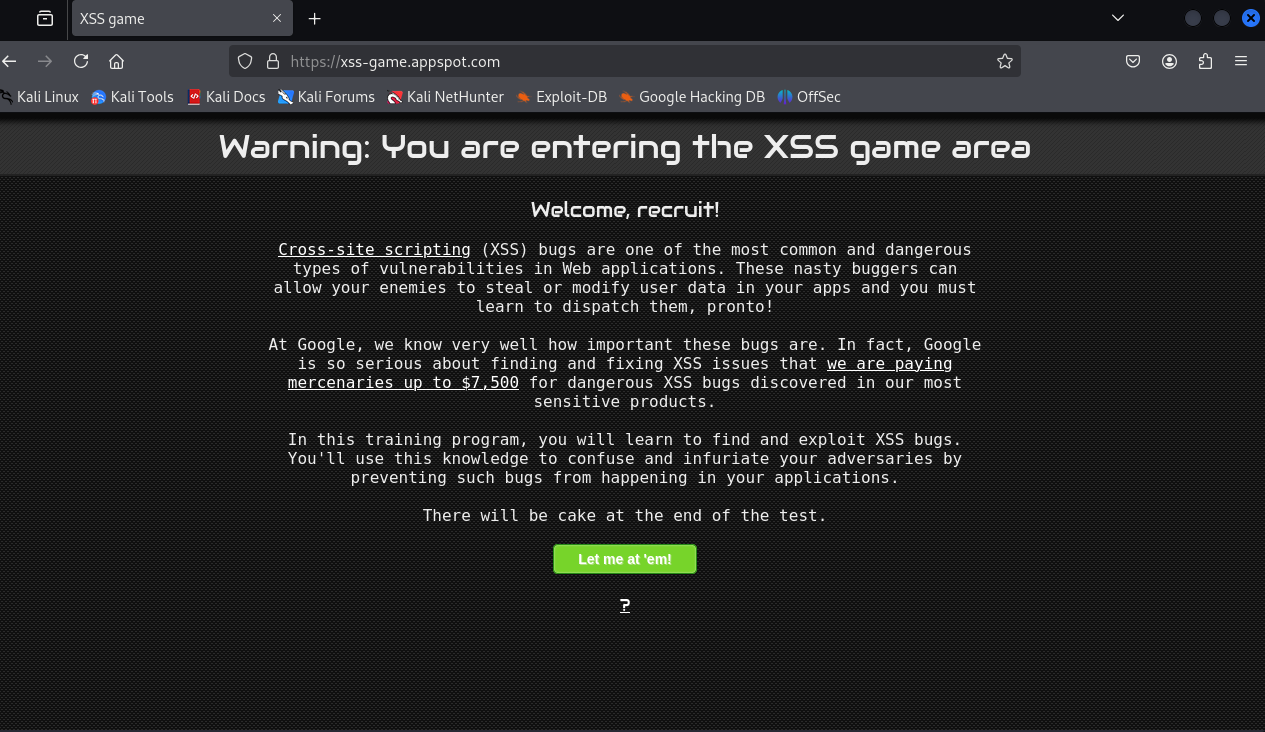 XSS game
https://xss-game.appspot.com
Kali Linux Kali Tools Kali Docs Kali Forums Kali NetHunter Exploit-DB Google Hacking DB OffSec
Warning: You are entering the XSS game area
Welcome, recruit!
Cross-site scripting (XSS) bugs are one of the most common and dangerous
types of vulnerabilities in Web applications. These nasty buggers can
allow your enemies to steal or modify user data in your apps and you must
learn to dispatch them, pronto!
At Google, we know very well how important these bugs are. In fact, Google
is so serious about finding and fixing XSS issues that we are paying
mercenaries up to $7,500 for dangerous XSS bugs discovered in our most
sensitive products.
In this training program, you will learn to find and exploit XSS bugs.
You'll use this knowledge to confuse and infuriate your adversaries by
preventing such bugs from happening in your applications.
There will be cake at the end of the test.
Let me at 'em!
?